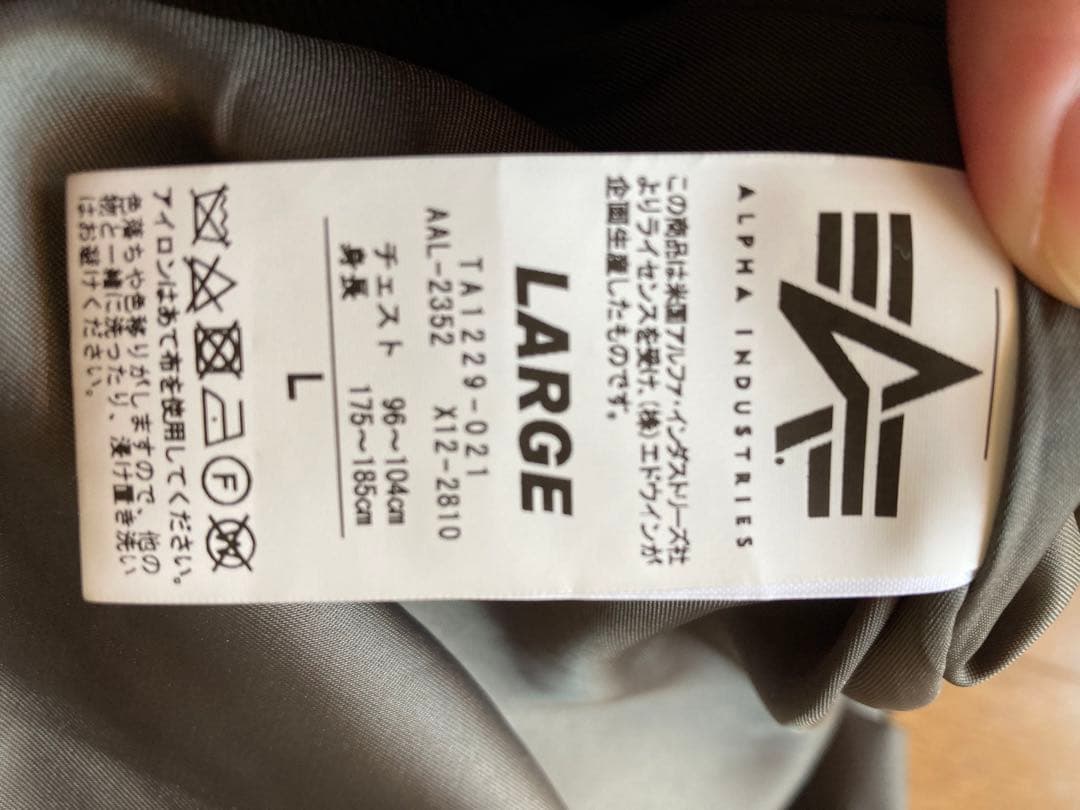 ALPHA INDUSTRIES
この商品は米国アルファ・インダストリーズ社
よりライセンスを受け、(株)エドウインが
企画生産したものです。
LARGE
TA1229-021
AAL-2352 X12-2810
チェスト 96～104cm
身長 175～185cm
L
F
W
アイロンはあて布を使用してください。
色落ちや色移りがしますので、他の
物と一緒に洗ったり、浸け置き洗い
はお避けください。